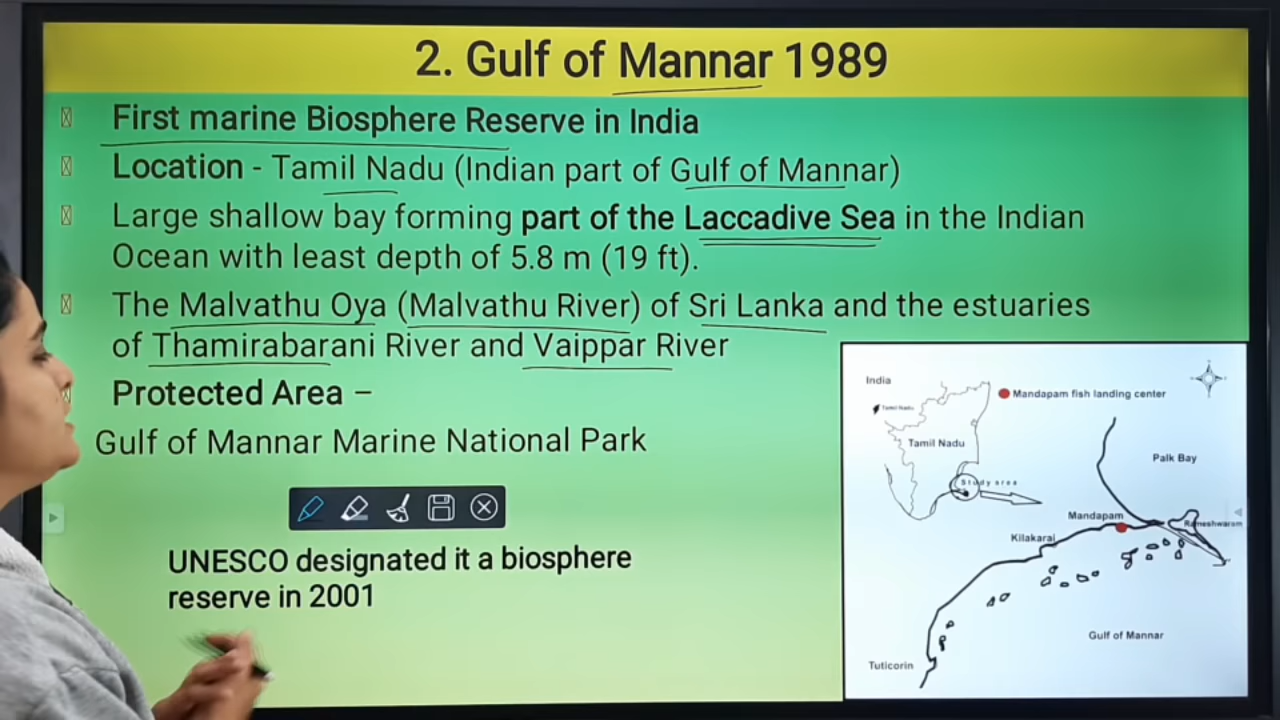 2. Gulf of Mannar 1989
First marine Biosphere Reserve in India
Location - Tamil Nadu (Indian part of Gulf of Mannar)
Large shallow bay forming part of the Laccadive Sea in the Indian
Ocean with least depth of 5.8 m (19 ft).
The Malvathu Oya (Malvathu River) of Sri Lanka and the estuaries
of Thamirabarani River and Vaippar River
Protected Area –
Gulf of Mannar Marine National Park
UNESCO designated it a biosphere
reserve in 2001
India
Mandapam fish landing center
Tamil Nadu
Tamil Nadu
Palk Bay
Study area
Mandapam
Rameshwaram
Kilakarai
Gulf of Mannar
Tuticorin